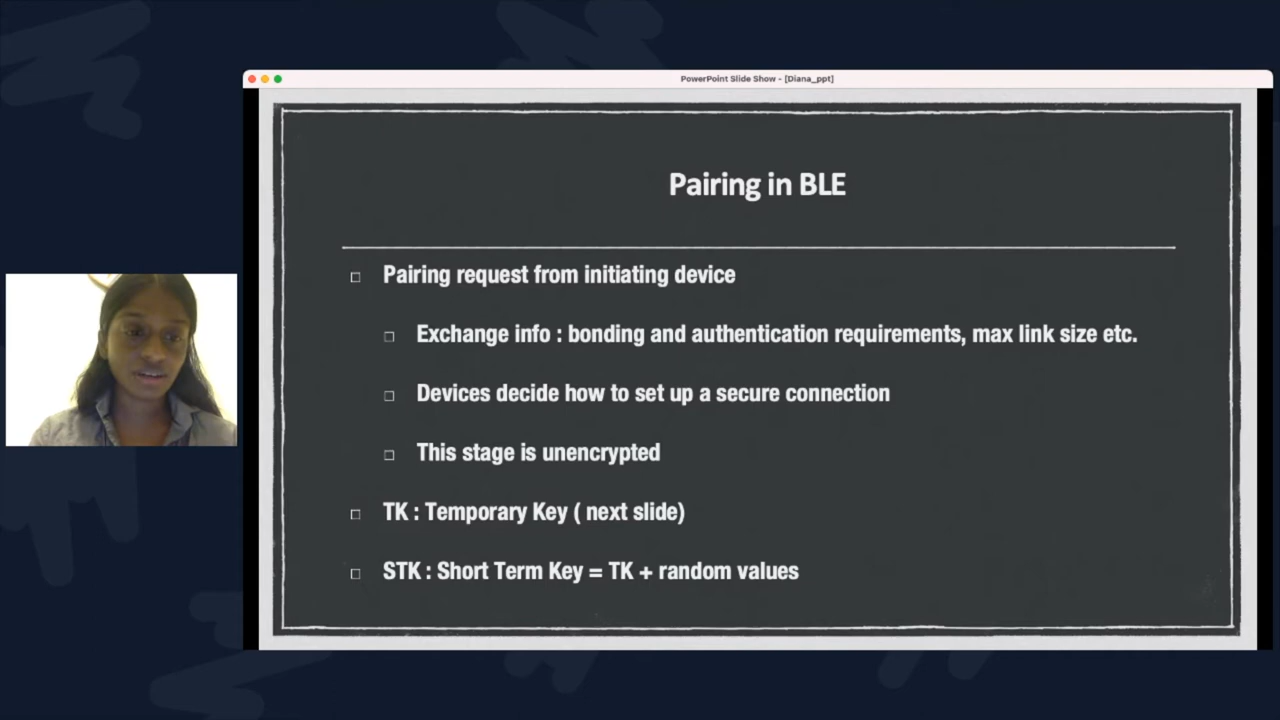 PowerPoint Slide Show - [Diana_ppt]
Pairing in BLE
Pairing request from initiating device
Exchange info : bonding and authentication requirements, max link size etc.
Devices decide how to set up a secure connection
This stage is unencrypted
TK : Temporary Key ( next slide)
STK : Short Term Key = TK + random values